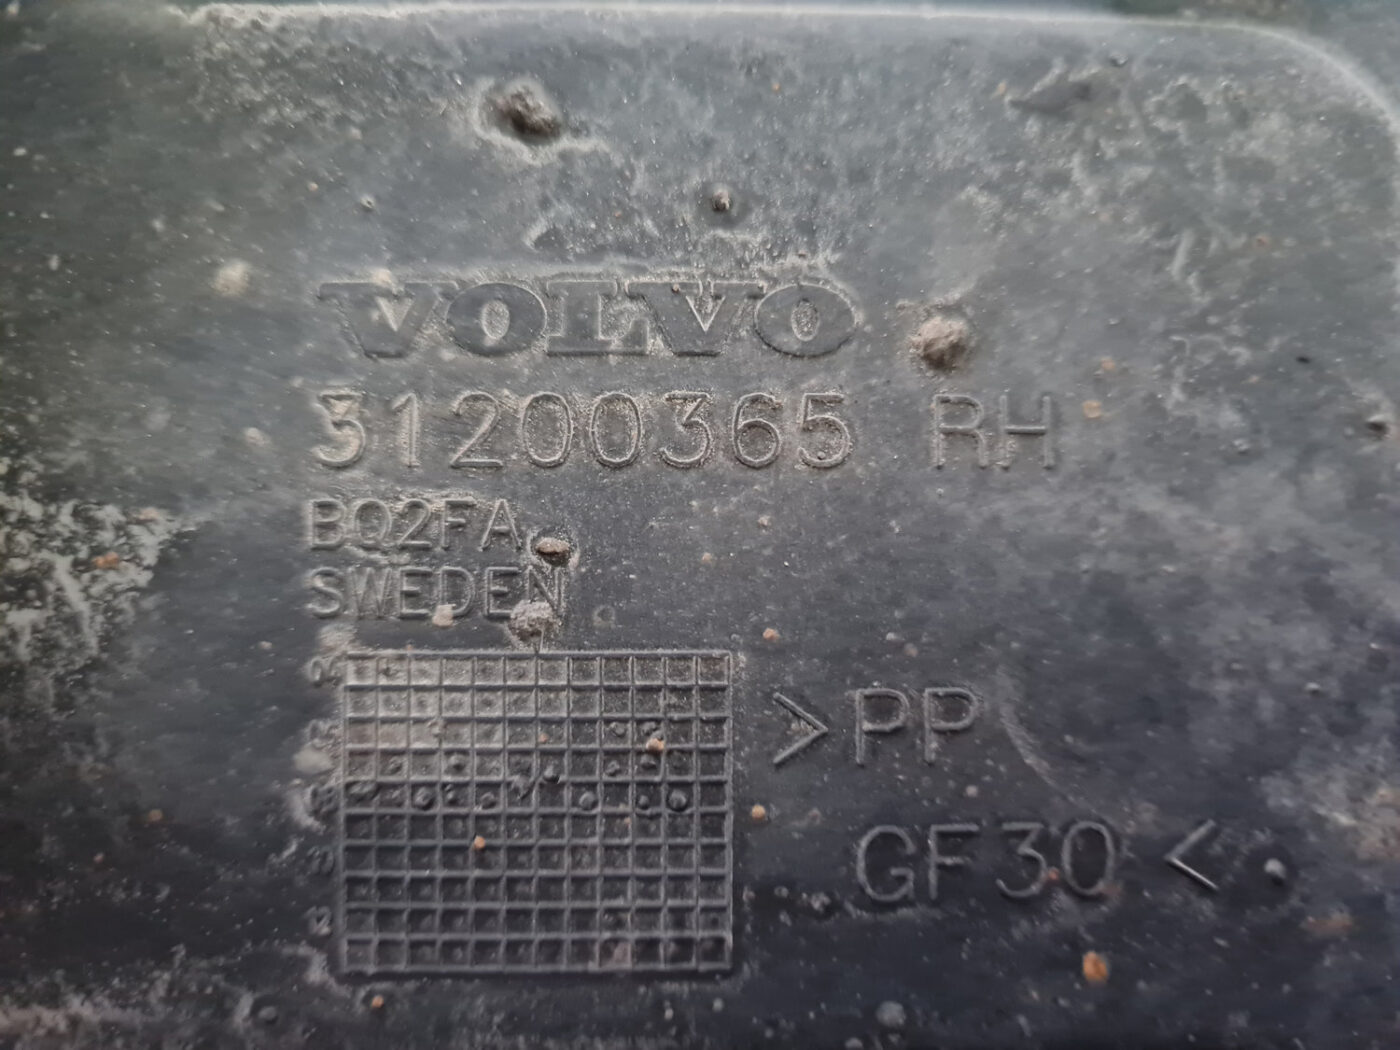 VOLVO
31200365 RH
BQ2FA
SWEDEN
>PP
GF30<